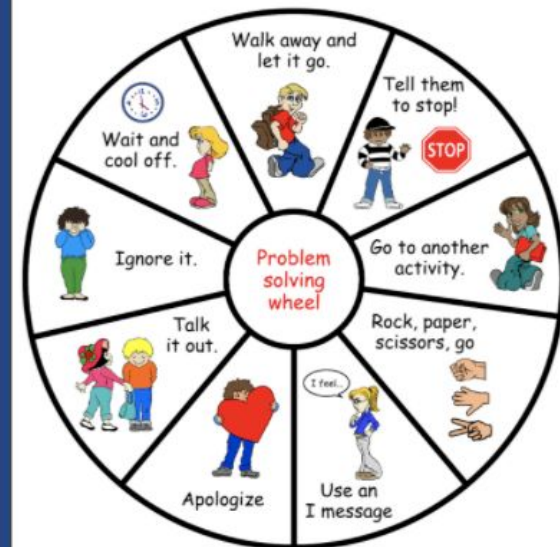 Walk away and
let it go.
Tell them
to stop!
STOP
Go to another
activity.
Rock, paper,
scissors, go
I feel...
Use an
I message
Apologize
Talk
it out.
Ignore it.
Wait and
cool off.
Problem
solving
wheel